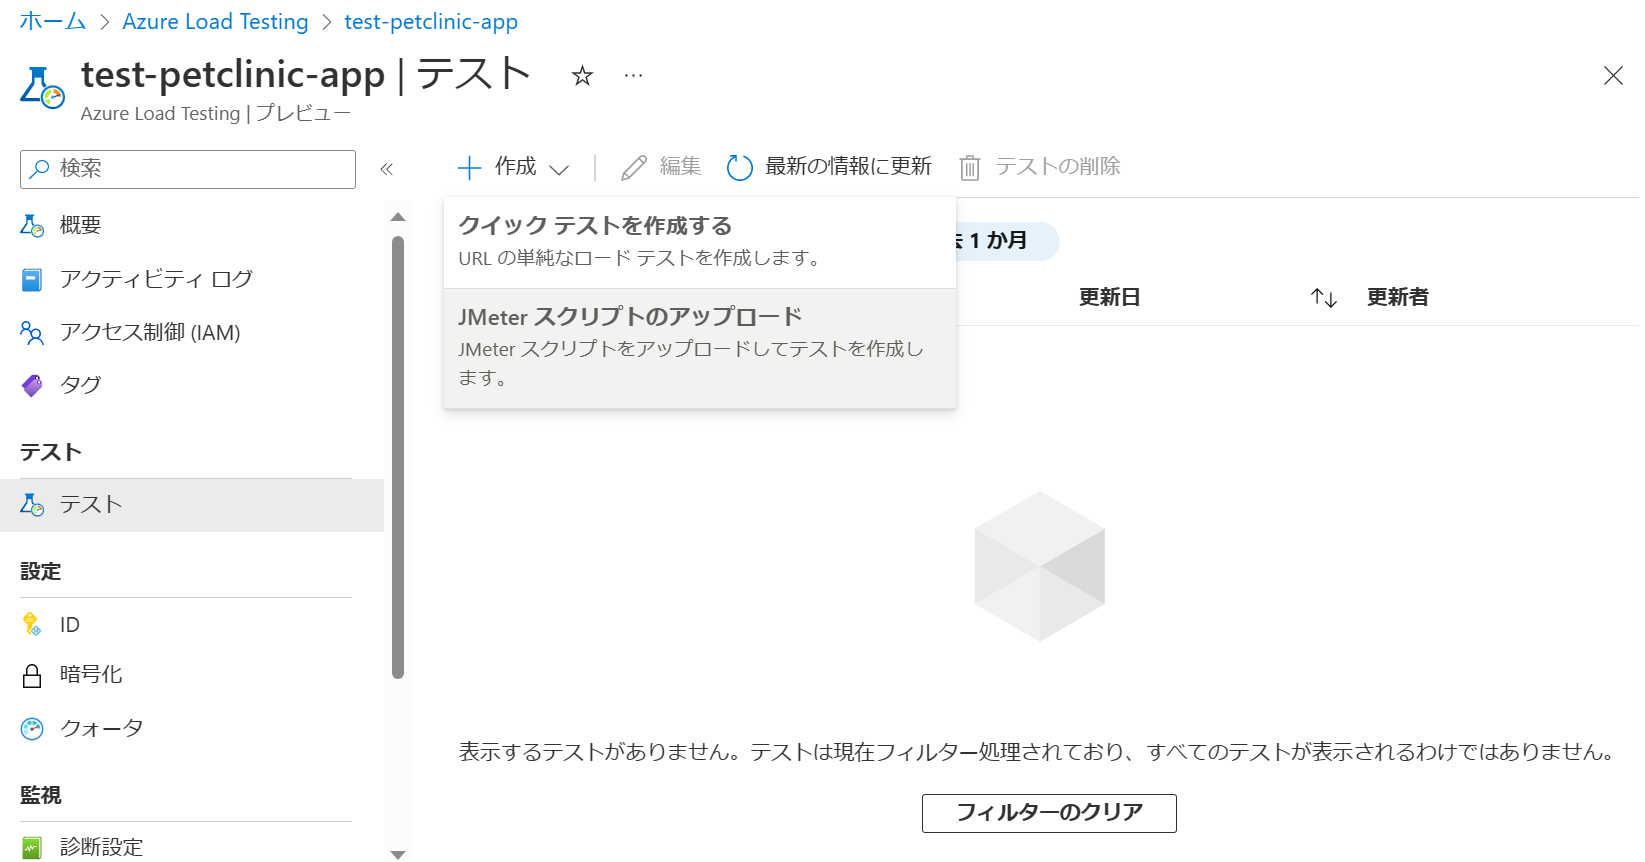 ホーム > Azure Load Testing > test-petclinic-app
test-petclinic-app | テスト
Azure Load Testing | プレビュー
検索
概要
アクティビティ ログ
アクセス制御 (IAM)
タグ
テスト
テスト
設定
ID
暗号化
クォータ
監視
診断設定
作成
編集
最新の情報に更新
テストの削除
クイック テストを作成する
URL の単純なロード テストを作成します。
JMeter スクリプトのアップロード
JMeter スクリプトをアップロードしてテストを作成し
ます。
1 か月
更新日
更新者
表示するテストがありません。テストは現在フィルター処理されており、すべてのテストが表示されるわけではありません。
フィルターのクリア